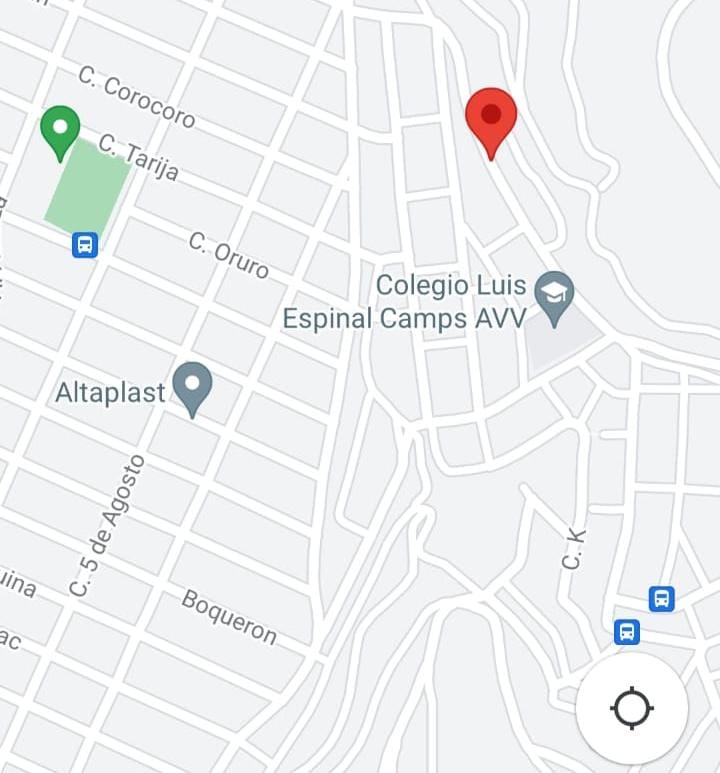 C. Corocoro
C. Tarija
C. Oruro
Colegio Luis
Espinal Camps AVV
Altaplast
C. 5 de Agosto
C. K
Boqueron